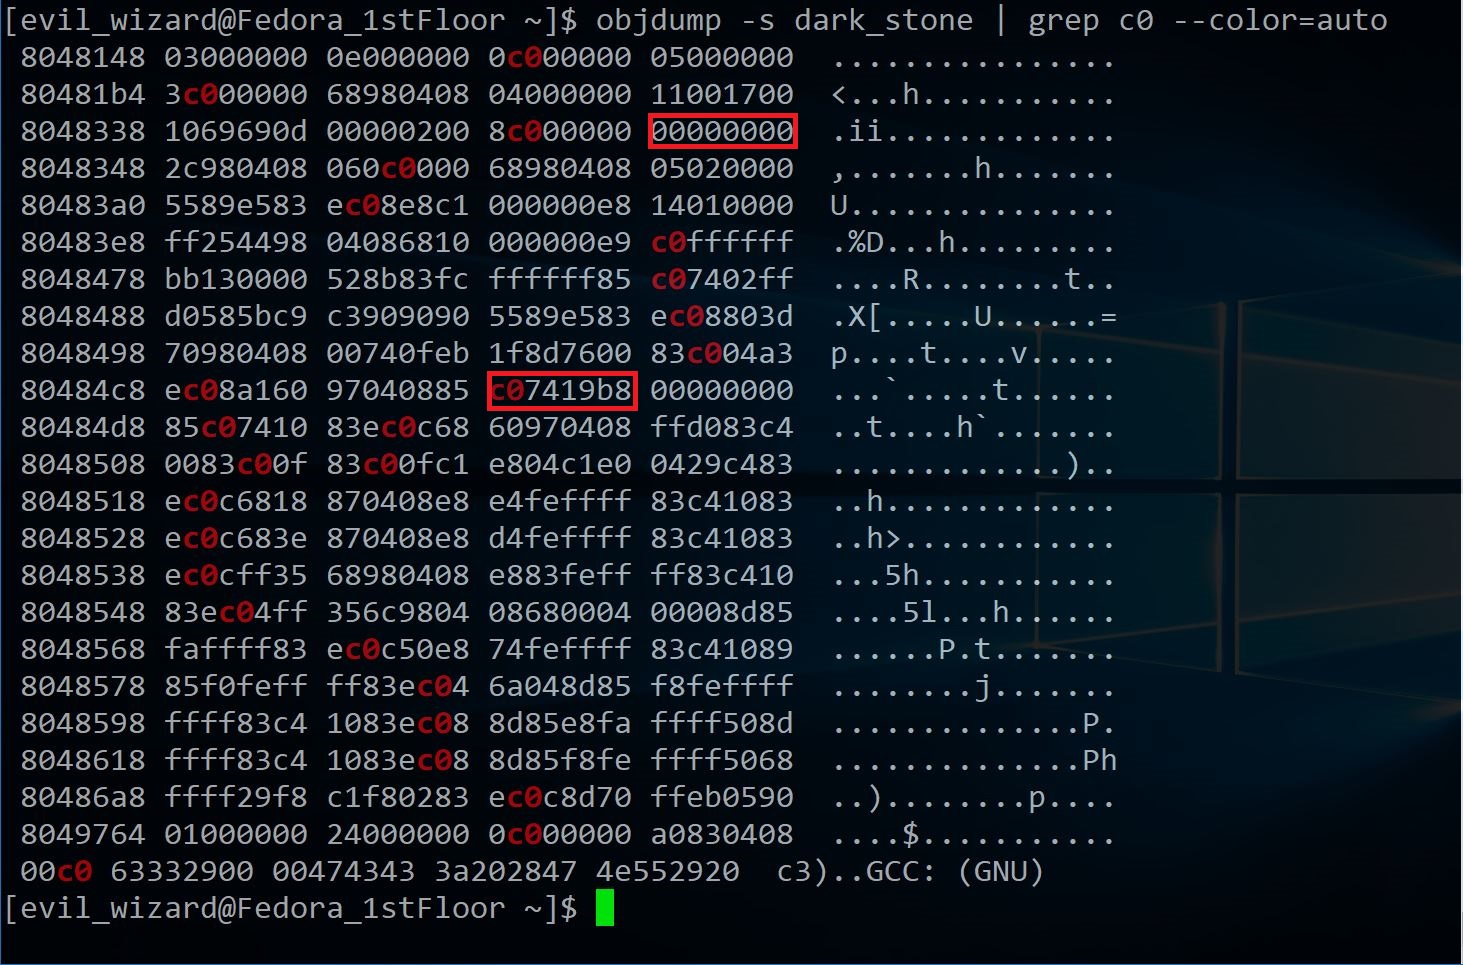 [evil_wizard@Fedora_1stFloor ~]$ objdump -s dark_stone | grep c0 --color=auto
8048148 03000000 0e000000 0c000000 05000000  ................
80481b4 3c000000 68980408 04000000 11001700  <...h...........
8048338 1069690d 00000200 8c000000 00000000  .ii.............
8048348 2c980408 060c0000 68980408 05020000  ,.......h.......
80483a0 5589e583 ec08e8c1 000000e8 14010000  U...............
80483e8 ff254498 04086810 000000e9 c0ffffff  .%D...h.........
8048478 bb130000 528b83fc ffffff85 c07402ff  ....R........t..
8048488 d0585bc9 c3909090 5589e583 ec08803d  .X[.....U......=
8048498 70980408 00740feb 1f8d7600 83c004a3  p....t....v.....
80484c8 ec08a160 97040885 c07419b8 00000000  ...`.....t......
80484d8 85c07410 83ec0c68 60970408 ffd083c4  ..t....h`.......
8048508 0083c00f 83c00fc1 e804c1e0 0429c483  .............)..
8048518 ec0c6818 870408e8 e4feffff 83c41083  ..h.............
8048528 ec0c683e 870408e8 d4feffff 83c41083  ..h>............
8048538 ec0cff35 68980408 e883feff ff83c410  ...5h...........
8048548 83ec04ff 356c9804 08680004 00008d85  ....5l...h......
8048568 faffff83 ec0c50e8 74feffff 83c41089  ......P.t.......
8048578 85f0feff ff83ec04 6a048d85 f8feffff  ........j.......
8048598 ffff83c4 1083ec08 8d85e8fa ffff508d  ..............P.
8048618 ffff83c4 1083ec08 8d85f8fe ffff5068  ..............Ph
80486a8 ffff29f8 c1f80283 ec0c8d70 ffeb0590  ..)........p....
8049764 01000000 24000000 0c000000 a0830408  ....$...........
00c0 63332900 00474343 3a202847 4e552920  c3)..GCC: (GNU)
[evil_wizard@Fedora_1stFloor ~]$